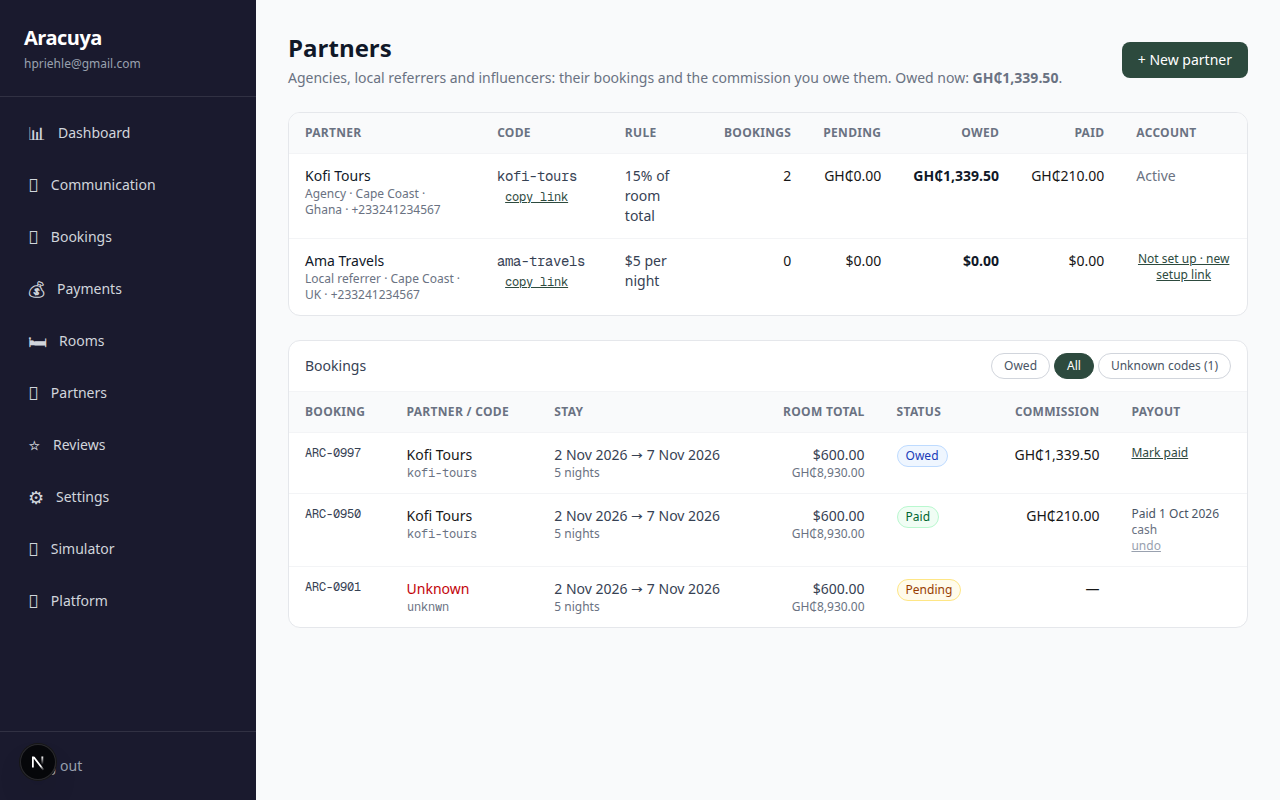 Aracuya
hpriehle@gmail.com
Dashboard
Communication
Bookings
Payments
Rooms
Partners
Reviews
Settings
Simulator
Platform
N
out
Partners
Agencies, local referrers and influencers: their bookings and the commission you owe them. Owed now: GH₵1,339.50.
+ New partner
PARTNER CODE RULE BOOKINGS PENDING OWED PAID ACCOUNT
Kofi Tours kofi-tours 15% of 2 GH₵0.00 GH₵1,339.50 GH₵210.00 Active
Agency · Cape Coast · copy link room
Ghana · +233241234567 total
Ama Travels ama-travels $5 per 0 $0.00 $0.00 $0.00 Not set up · new
Local referrer · Cape Coast · copy link night setup link
UK · +233241234567
Bookings Owed All Unknown codes (1)
BOOKING PARTNER / CODE STAY ROOM TOTAL STATUS COMMISSION PAYOUT
ARC-0997 Kofi Tours 2 Nov 2026 → 7 Nov 2026 $600.00 Owed GH₵1,339.50 Mark paid
kofi-tours 5 nights GH₵8,930.00
ARC-0950 Kofi Tours 2 Nov 2026 → 7 Nov 2026 $600.00 Paid GH₵210.00 Paid 1 Oct 2026
kofi-tours 5 nights GH₵8,930.00 cash
undo
ARC-0901 Unknown 2 Nov 2026 → 7 Nov 2026 $600.00 Pending —
unknwn 5 nights GH₵8,930.00